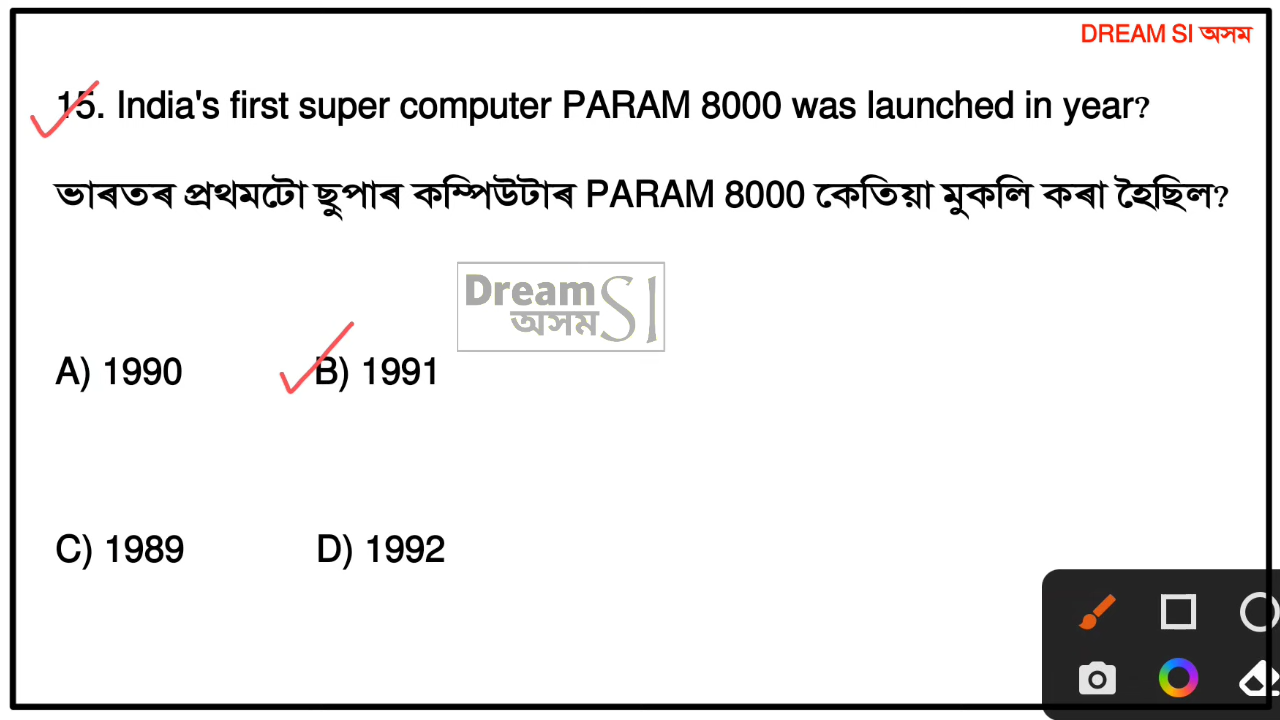 DREAM SI অসম
15. India's first super computer PARAM 8000 was launched in year?
ভাৰতৰ প্ৰথমটো ছুপাৰ কম্পিউটাৰ PARAM 8000 কেতিয়া মুকলি কৰা হৈছিল?
Dream SI
অসম
A) 1990 B) 1991
C) 1989 D) 1992